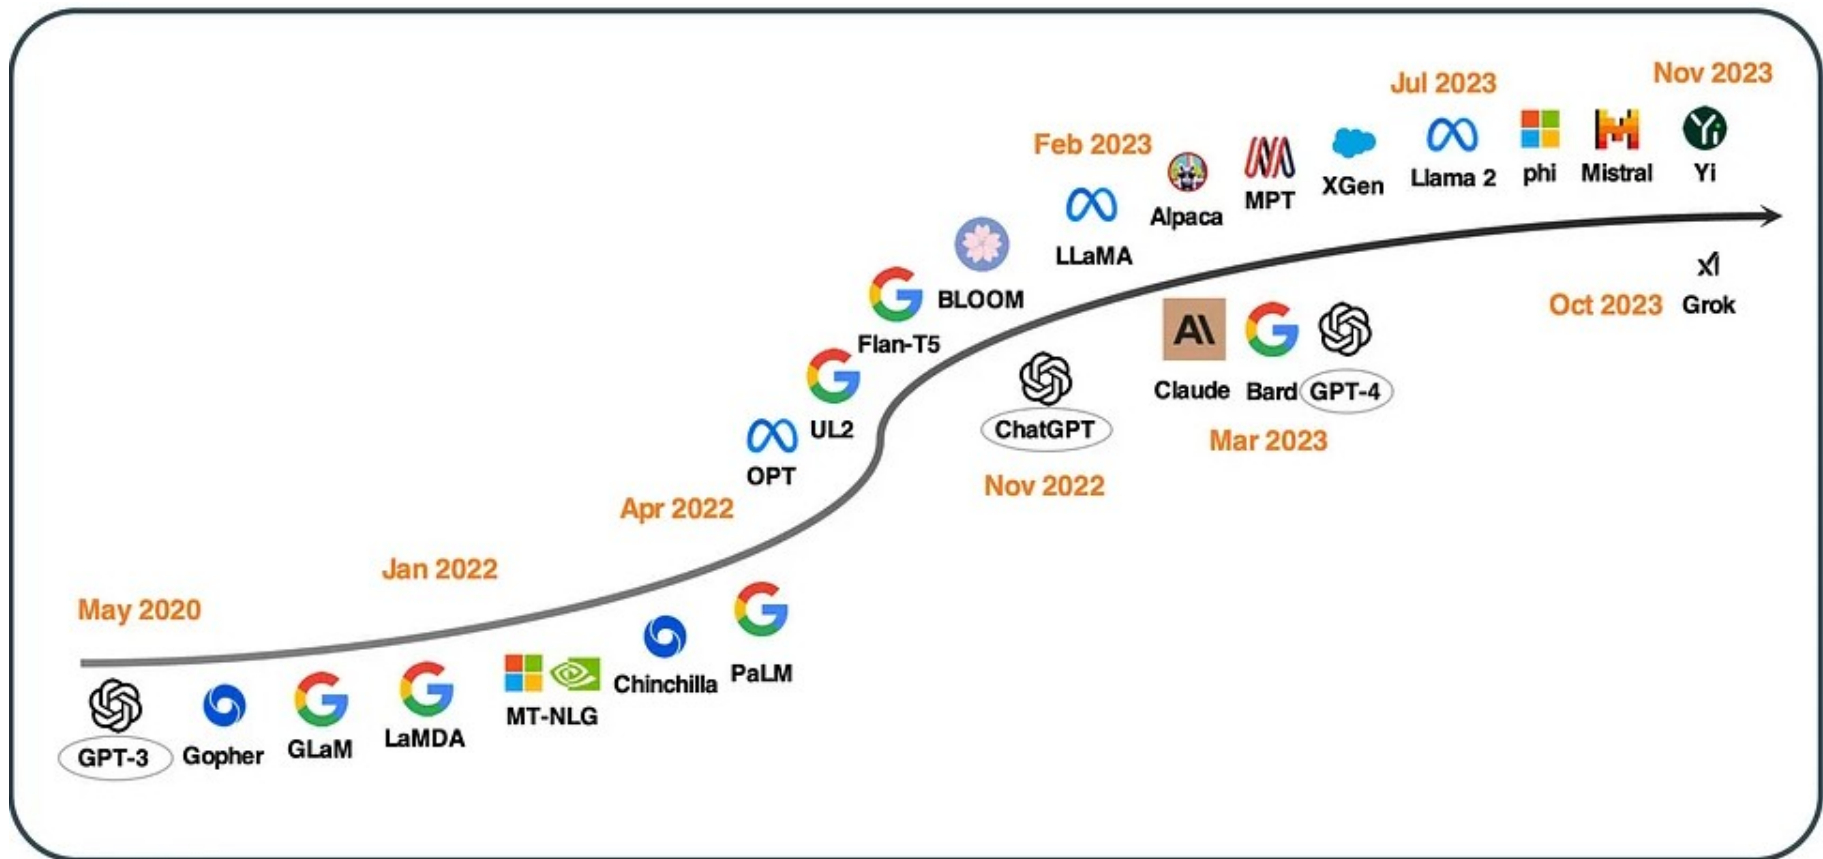 Nov 2023
Jul 2023
Feb 2023
Yi
phi
Mistral
Llama 2
XGen
MPT
Alpaca
LLaMA
BLOOM
Flan-T5
UL2
OPT
Oct 2023
Grok
Claude
Bard
GPT-4
Mar 2023
ChatGPT
Nov 2022
Apr 2022
Jan 2022
May 2020
GPT-3
Gopher
GLaM
LaMDA
MT-NLG
Chinchilla
PaLM